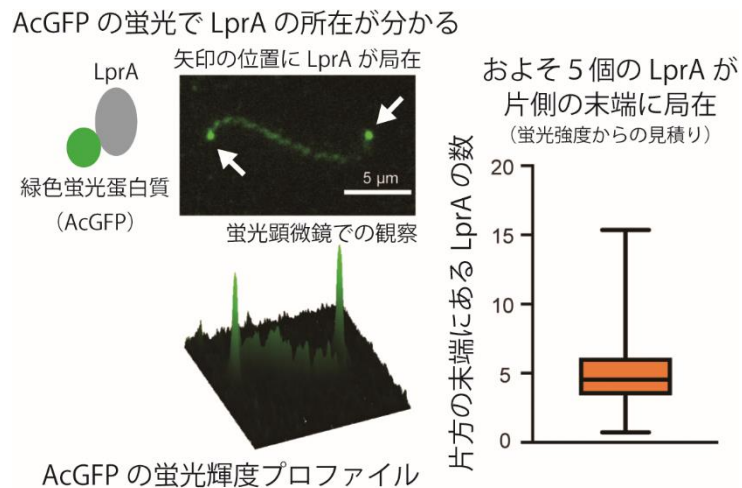 AcGFP の蛍光で LprA の所在が分かる
LprA
緑色蛍光蛋白質
(AcGFP)
矢印の位置に LprA が局在
5 μm
蛍光顕微鏡での観察
AcGFP の蛍光輝度プロファイル
およそ 5 個の LprA が
片側の末端に局在
(蛍光強度からの見積り)
片方の末端にある LprA の数
20
15
10
5
0